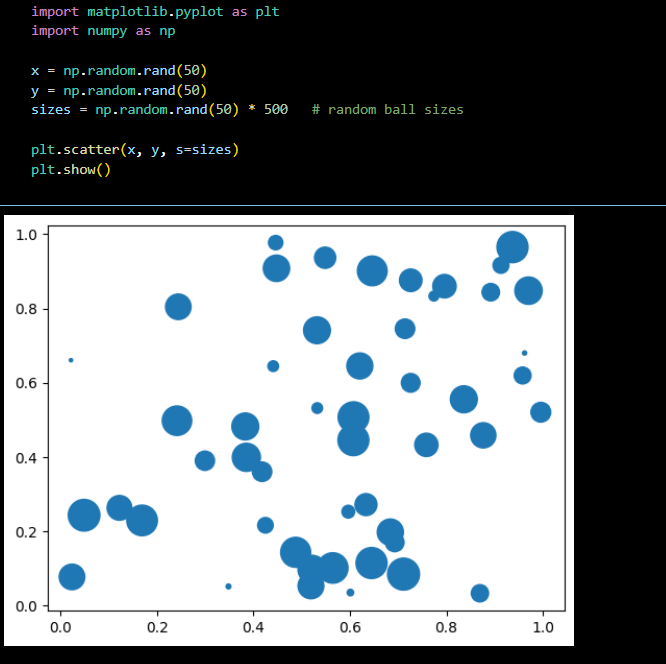 import matplotlib.pyplot as plt
import numpy as np
x = np.random.rand(50)
y = np.random.rand(50)
sizes = np.random.rand(50) * 500   # random ball sizes
plt.scatter(x, y, s=sizes)
plt.show()
1.0
0.8
0.6
0.4
0.2
0.0
0.0 0.2 0.4 0.6 0.8 1.0